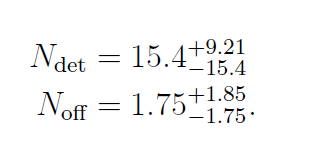 N_det = 15.4^{+9.21}_{-15.4}
N_off = 1.75^{+1.85}_{-1.75}.